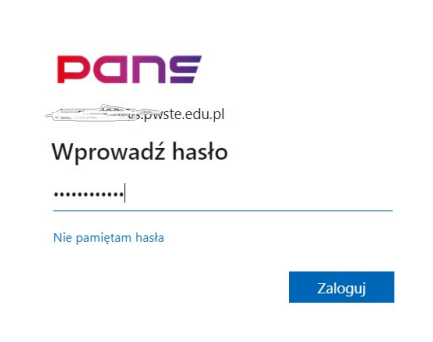 pans
s.pwste.edu.pl
Wprowadź hasło
••••••••••••
Nie pamiętam hasła
Zaloguj